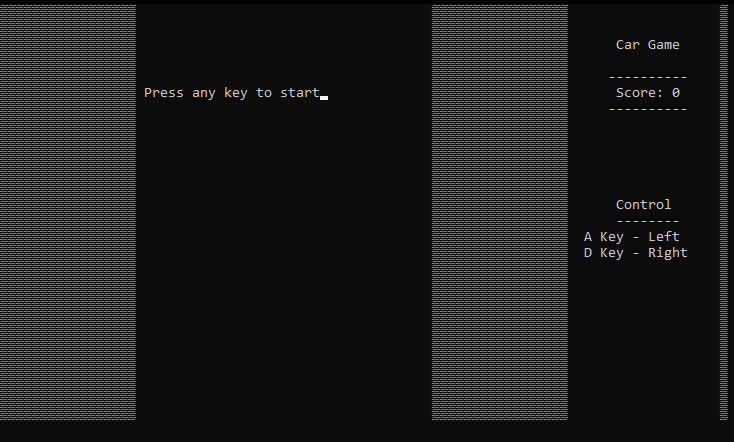 Car Game
----------
Press any key to start
Score: 0
----------
Control
--------
A Key - Left
D Key - Right